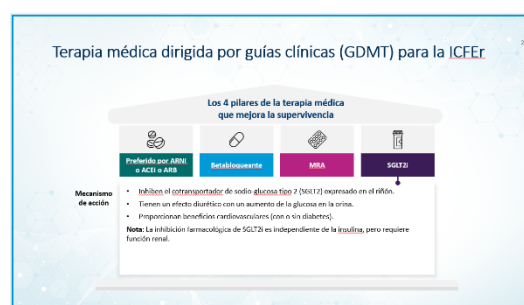 2
Terapia médica dirigida por guías clínicas (GDMT) para la ICFEr
Los 4 pilares de la terapia médica
que mejora la supervivencia
Preferido por ARNI
o ACEi o ARB
Betabloqueante
MRA
SGLT2i
Mecanismo
de acción
• Inhiben el cotransportador de sodio glucosa tipo 2 (SGLT2) expresado en el riñón.
• Tienen un efecto diurético con un aumento de la glucosa en la orina.
• Proporcionan beneficios cardiovasculares (con o sin diabetes).
Nota: La inhibición farmacológica de SGLT2i es independiente de la insulina, pero requiere
función renal.